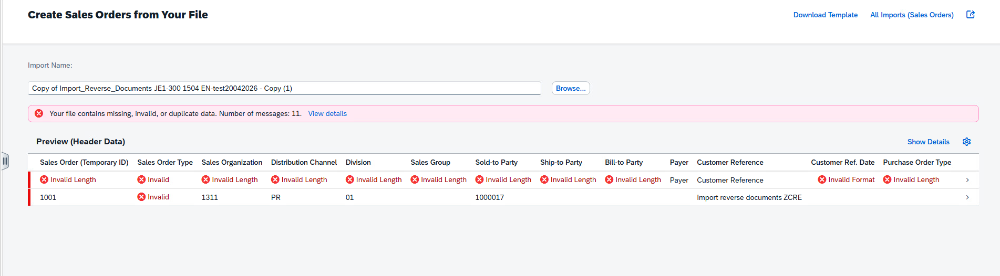 Create Sales Orders from Your File
Download Template All Imports (Sales Orders)
Import Name:
Copy of Import_Reverse_Documents JE1-300 1504 EN-test20042026 - Copy (1)
Browse...
Your file contains missing, invalid, or duplicate data. Number of messages: 11. View details
Preview (Header Data)
Show Details
Sales Order (Temporary ID) Sales Order Type Sales Organization Distribution Channel Division Sales Group Sold-to Party Ship-to Party Bill-to Party Payer Customer Reference Customer Ref. Date Purchase Order Type
Invalid Length Invalid Invalid Length Invalid Length Invalid Length Invalid Length Invalid Length Invalid Length Invalid Length Payer Customer Reference Invalid Format Invalid Length
1001 Invalid 1311 PR 01 1000017 Import reverse documents ZCRE